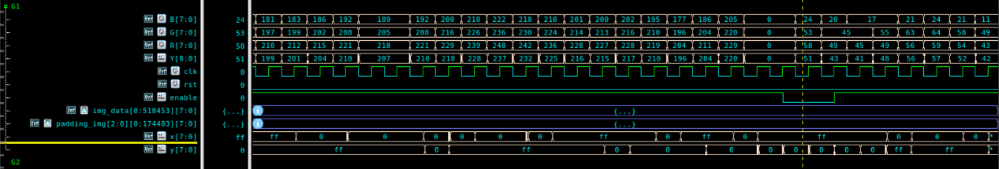 G1
B[7:0] 24 181 183 186 192 189 192 200 210 222 218 210 201 200 202 195 177 186 205 0 24 20 17 21 24 21 11
G[7:0] 53 197 199 202 208 205 208 216 226 236 230 224 214 213 216 210 196 204 220 0 53 45 55 63 64 58 49
R[7:0] 58 210 212 215 221 218 221 229 239 248 242 236 228 227 228 219 204 211 229 0 58 49 45 49 56 59 54 43
Y[8:0] 51 199 201 204 210 207 210 218 228 237 232 225 216 215 217 210 196 204 220 0 51 43 41 48 56 57 52 42
clk 0
rst 0
enable 0
img_data[0:518453][7:0] {...} {...}
padding_img[2:0][0:174483][7:0] {...} {...}
x[7:0] ff ff 0 0 0 0 0 0 ff 0 ff 0 ff 0 0 *
y[7:0] 0 ff 0 ff 0 0 0 0 0 0 0 0 ff ff *
G2